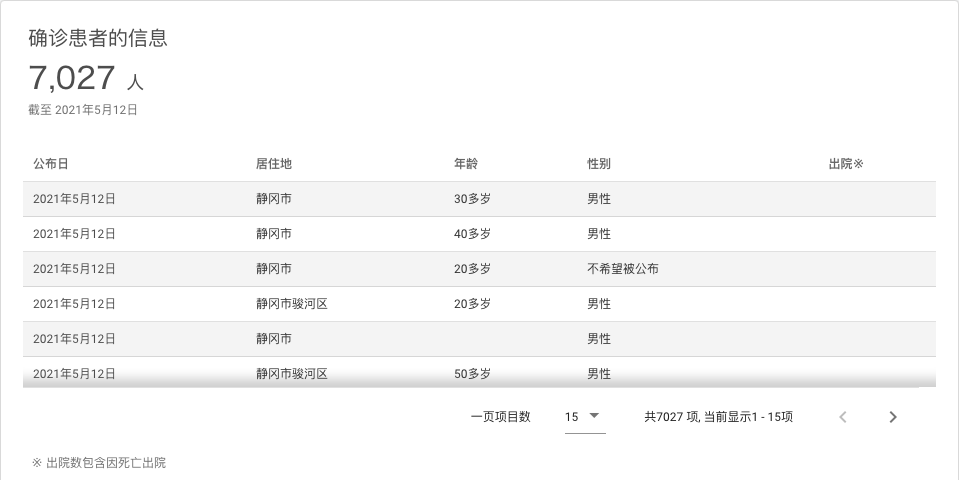 确诊患者的信息
7,027 人
截至 2021年5月12日
公布日 居住地 年龄 性别 出院※
2021年5月12日 静冈市 30多岁 男性
2021年5月12日 静冈市 40多岁 男性
2021年5月12日 静冈市 20多岁 不希望被公布
2021年5月12日 静冈市骏河区 20多岁 男性
2021年5月12日 静冈市 男性
2021年5月12日 静冈市骏河区 50多岁 男性
一页项目数 15 共7027 项, 当前显示1 - 15项
※ 出院数包含因死亡出院